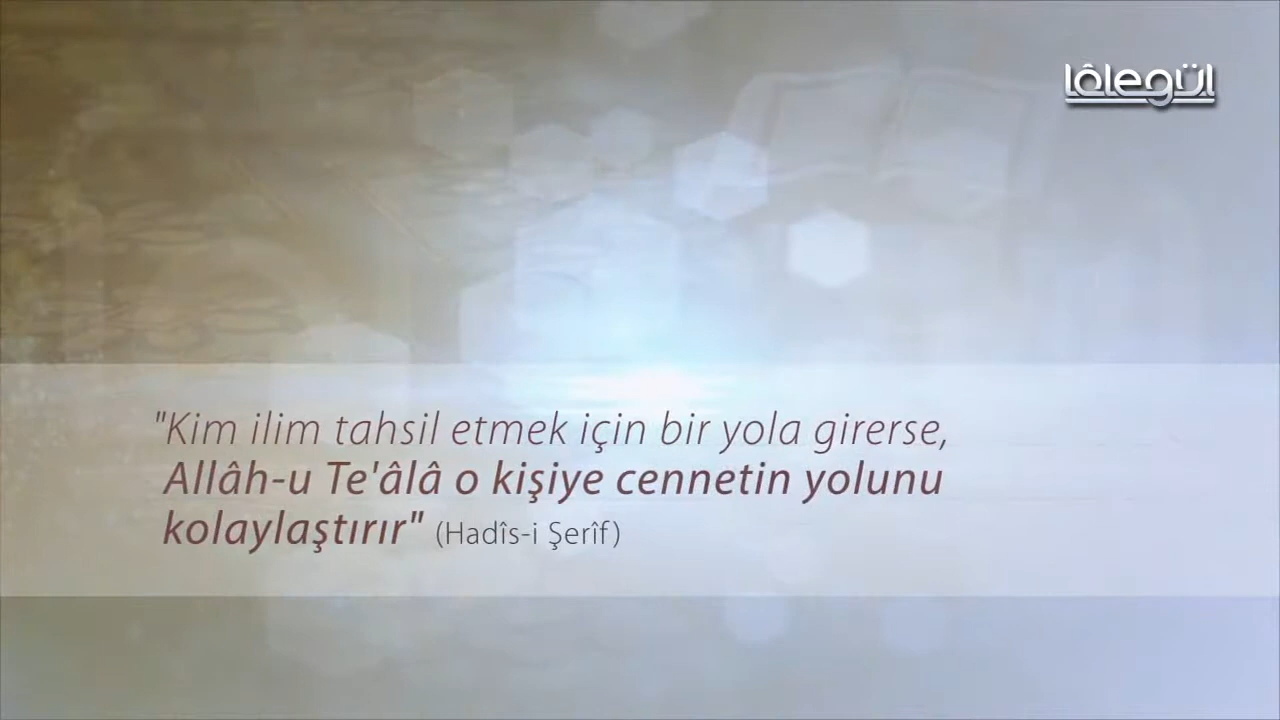 lâlegül
"Kim ilim tahsil etmek için bir yola girerse,
Allâh-u Te'âlâ o kişiye cennetin yolunu
kolaylaştırır" (Hadîs-i Şerîf)